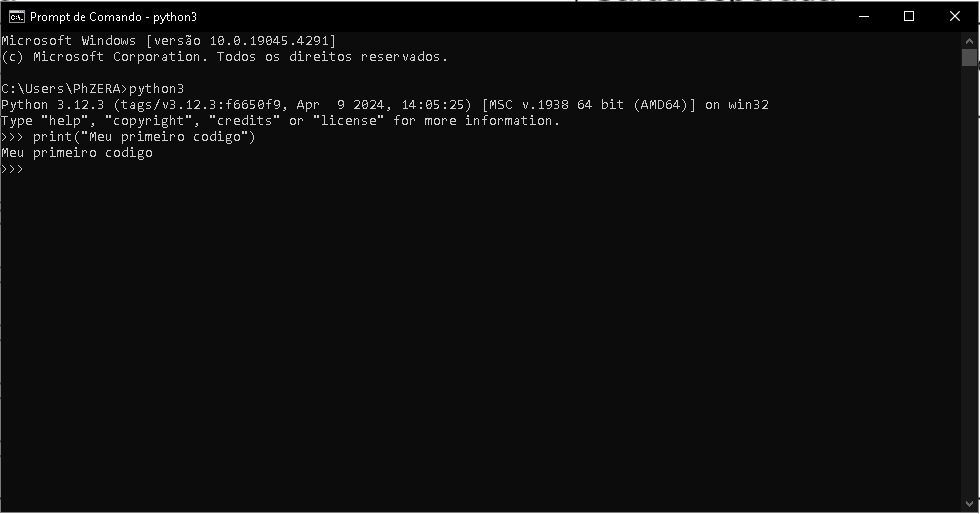 Prompt de Comando - python3
Microsoft Windows [versão 10.0.19045.4291]
(c) Microsoft Corporation. Todos os direitos reservados.
C:\Users\PhZERA>python3
Python 3.12.3 (tags/v3.12.3:f6650f9, Apr  9 2024, 14:05:25) [MSC v.1938 64 bit (AMD64)] on win32
Type "help", "copyright", "credits" or "license" for more information.
>>> print("Meu primeiro codigo")
Meu primeiro codigo
>>>